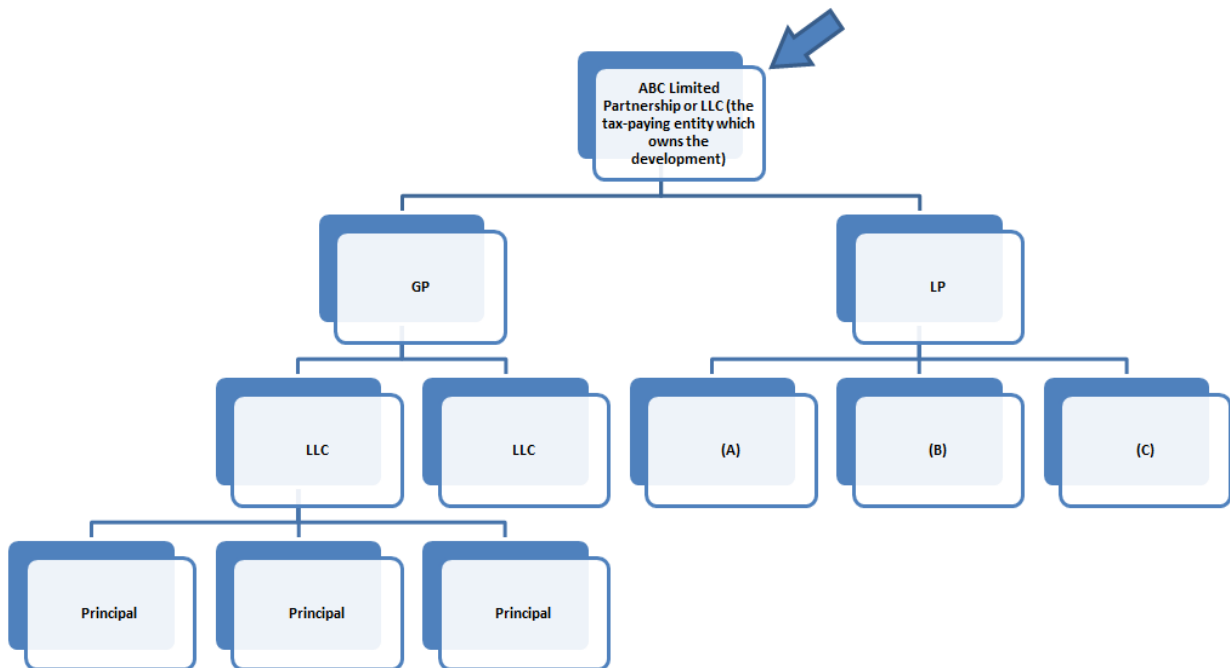 ABC Limited
Partnership or LLC (the
tax-paying entity which
owns the
development)
GP
LP
LLC
LLC
(A)
(B)
(C)
Principal
Principal
Principal